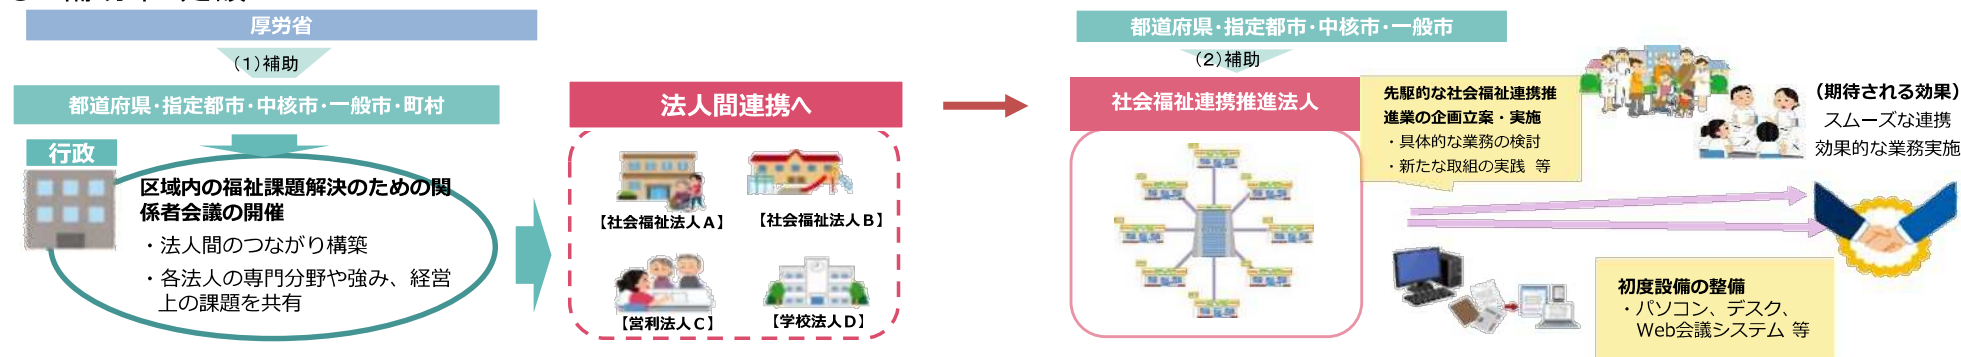 厚労省
（1）補助
都道府県・指定都市・中核市・一般市・町村
行政
区域内の福祉課題解決のための関
係者会議の開催
・法人間のつながり構築
・各法人の専門分野や強み、経営
上の課題を共有
法人間連携へ
【社会福祉法人A】
【社会福祉法人B】
【営利法人C】
【学校法人D】
都道府県・指定都市・中核市・一般市
（2）補助
社会福祉連携推進法人
先駆的な社会福祉連携推
進業の企画立案・実施
・具体的な業務の検討
・新たな取組の実践 等
（期待される効果）
スムーズな連携
効果的な業務実施
初度設備の整備
・パソコン、デスク、
Web会議システム 等